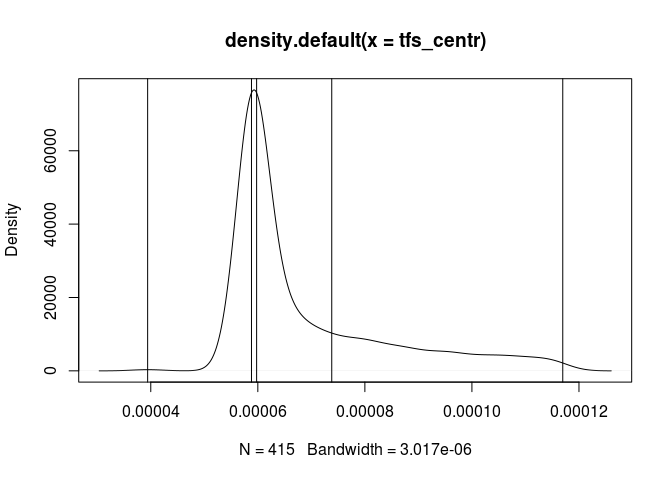 density.default(x = tfs_centr)
Density
60000
40000
20000
0
0.00004 0.00006 0.00008 0.00010 0.00012
N = 415 Bandwidth = 3.017e-06